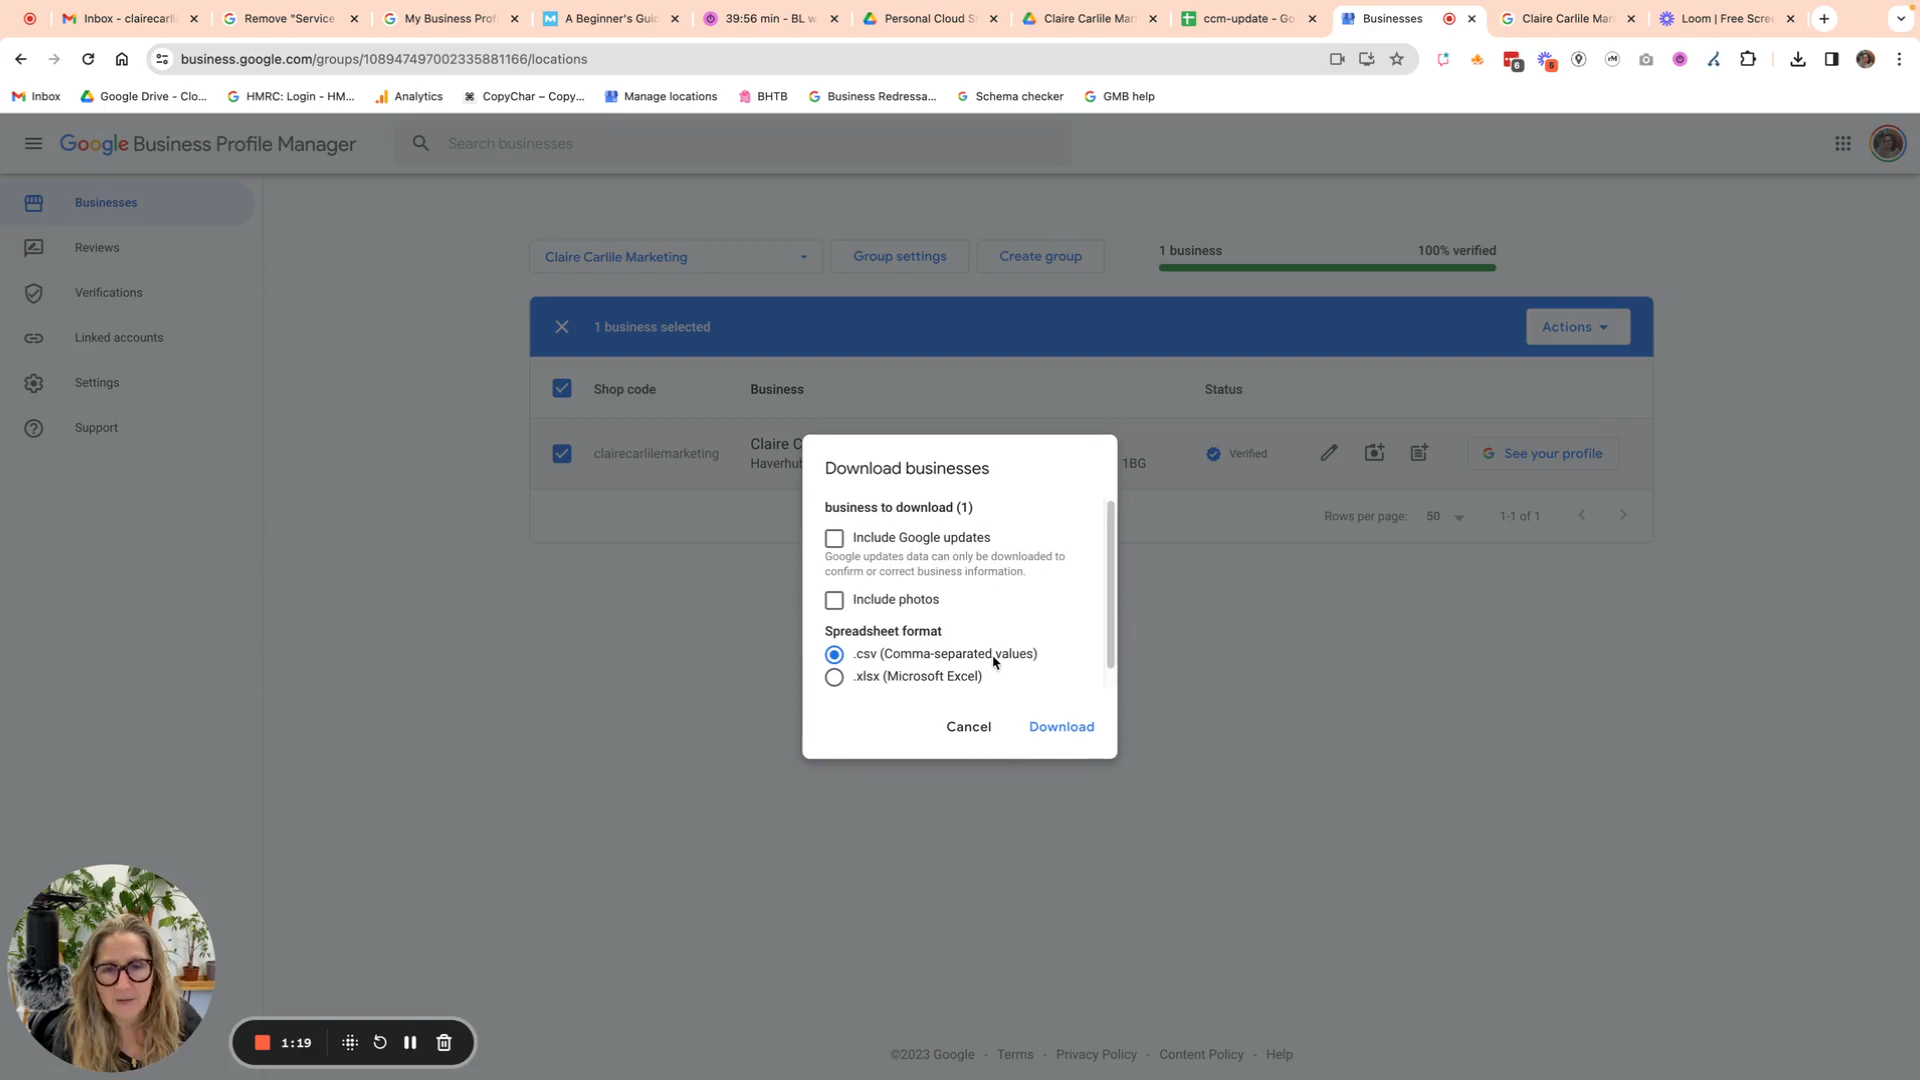 Inbox - clairecarlil
Remove "Service
My Business Prof
A Beginner's Guid
39:56 min - BL w
Personal Cloud S
Claire Carlile Mar
ccm-update - Go
Businesses
Claire Carlile Mar
Loom | Free Scre
business.google.com/groups/108947497002335881166/locations
6
5
Inbox
Google Drive - Clo...
HMRC: Login - HM...
Analytics
CopyChar – Copy...
Manage locations
BHTB
Business Redressa...
Schema checker
GMB help
Google Business Profile Manager
Search businesses
Businesses
Reviews
Verifications
Linked accounts
Settings
Support
Claire Carlile Marketing
Group settings
Create group
1 business
100% verified
1 business selected
Actions
Shop code
Business
Status
clairecarlilemarketing
Claire C
Haverhub
1BG
Verified
See your profile
Rows per page:
50
1-1 of 1
Download businesses
business to download (1)
Include Google updates
Google updates data can only be downloaded to
confirm or correct business information.
Include photos
Spreadsheet format
.csv (Comma-separated values)
.xlsx (Microsoft Excel)
Cancel
Download
1:19
©2023 Google - Terms - Privacy Policy - Content Policy - Help